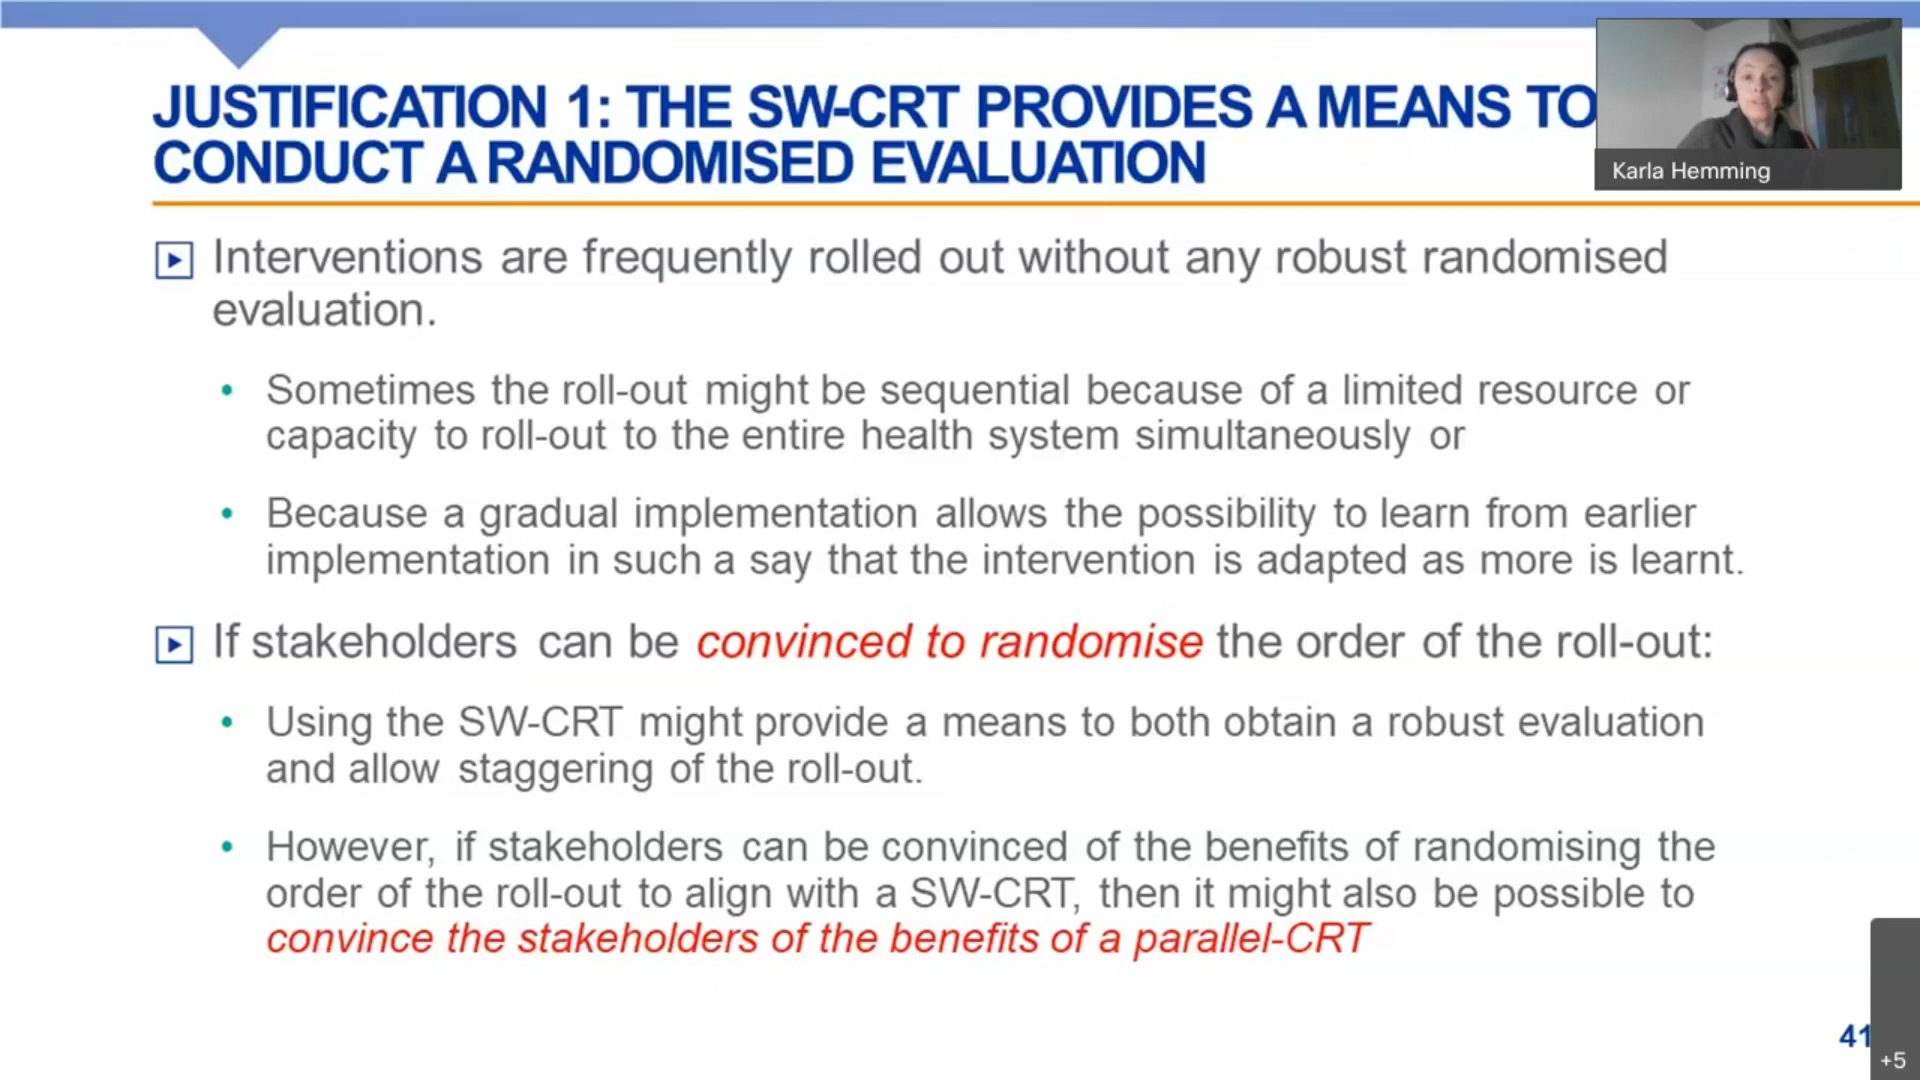 JUSTIFICATION 1: THE SW-CRT PROVIDES A MEANS TO
CONDUCT A RANDOMISED EVALUATION
Karla Hemming
Interventions are frequently rolled out without any robust randomised
evaluation.
• Sometimes the roll-out might be sequential because of a limited resource or
capacity to roll-out to the entire health system simultaneously or
• Because a gradual implementation allows the possibility to learn from earlier
implementation in such a say that the intervention is adapted as more is learnt.
If stakeholders can be convinced to randomise the order of the roll-out:
• Using the SW-CRT might provide a means to both obtain a robust evaluation
and allow staggering of the roll-out.
• However, if stakeholders can be convinced of the benefits of randomising the
order of the roll-out to align with a SW-CRT, then it might also be possible to
convince the stakeholders of the benefits of a parallel-CRT
41
+5